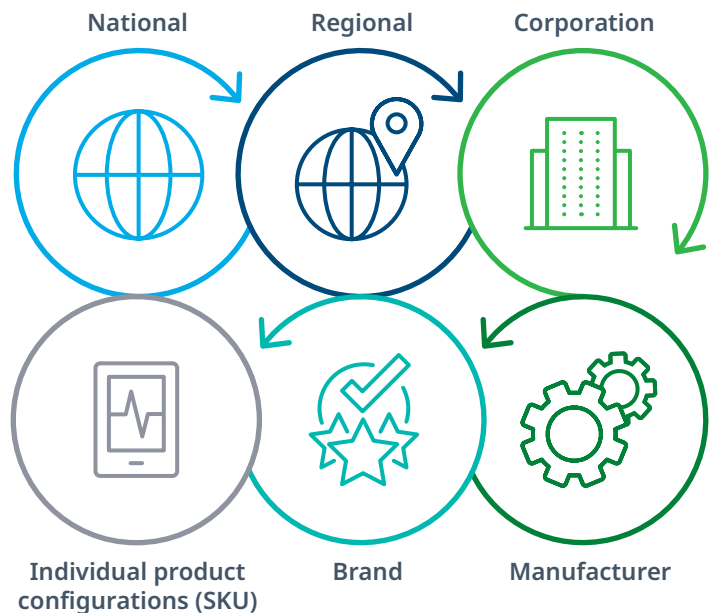 National
Regional
Corporation
Individual product
configurations (SKU)
Brand
Manufacturer